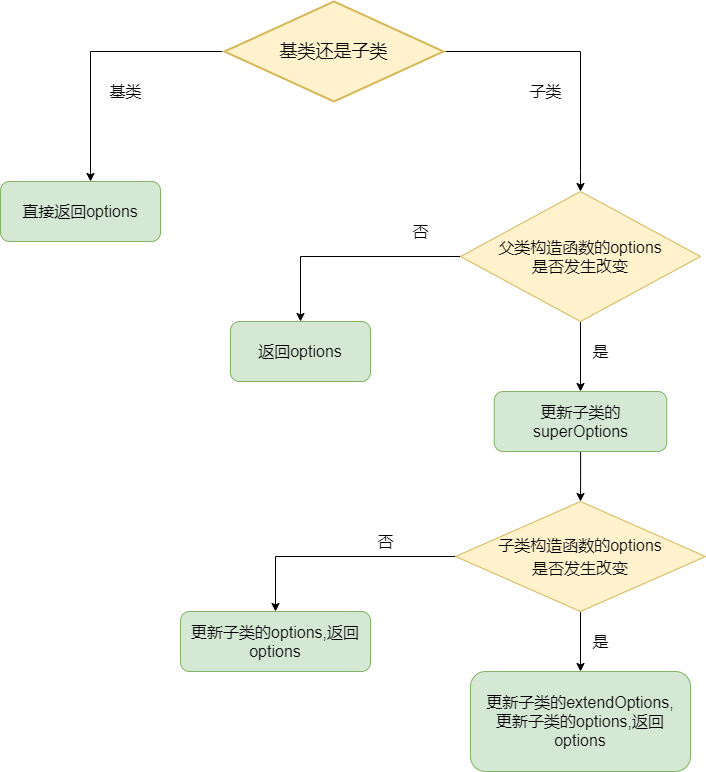 基类还是子类
基类
子类
直接返回options
父类构造函数的options
是否发生改变
否
返回options
是
更新子类的
superOptions
子类构造函数的options
是否发生改变
否
更新子类的options,返回
options
是
更新子类的extendOptions,
更新子类的options,返回
options